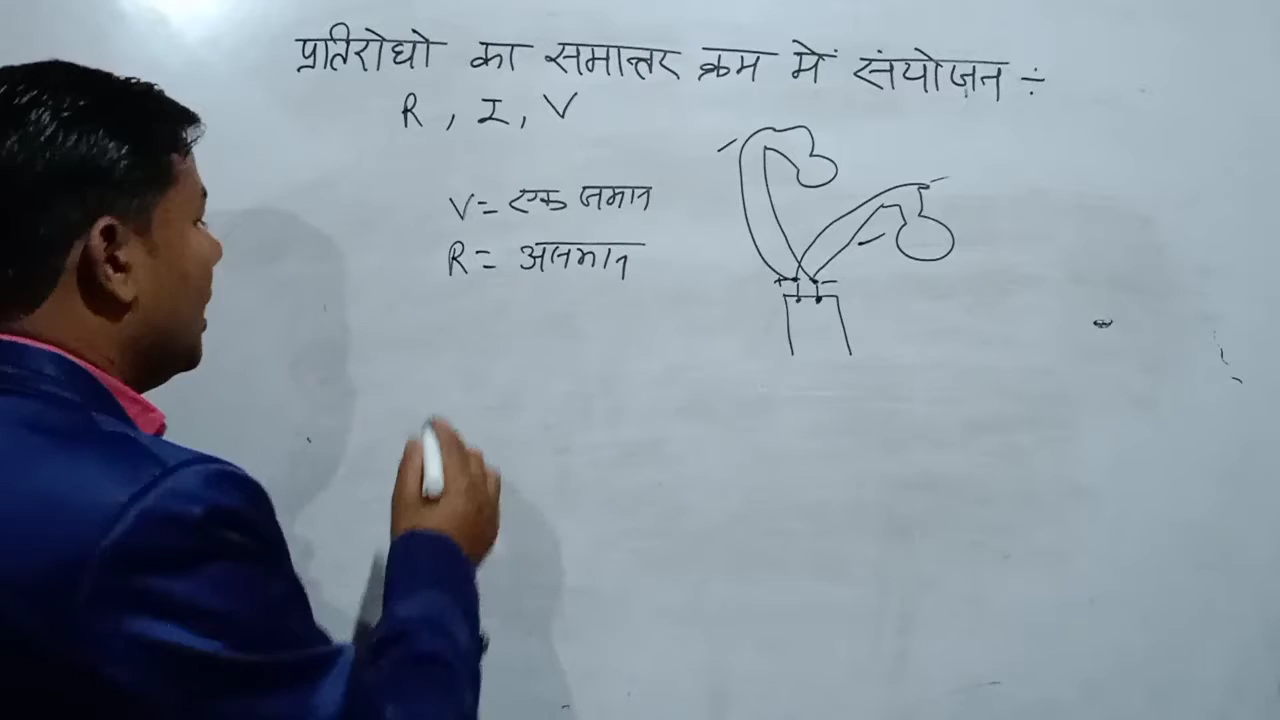 प्रतिरोधो का समान्तर क्रम में संयोजन ÷
R, I, V
V= एक समान
R= असमान
+ -